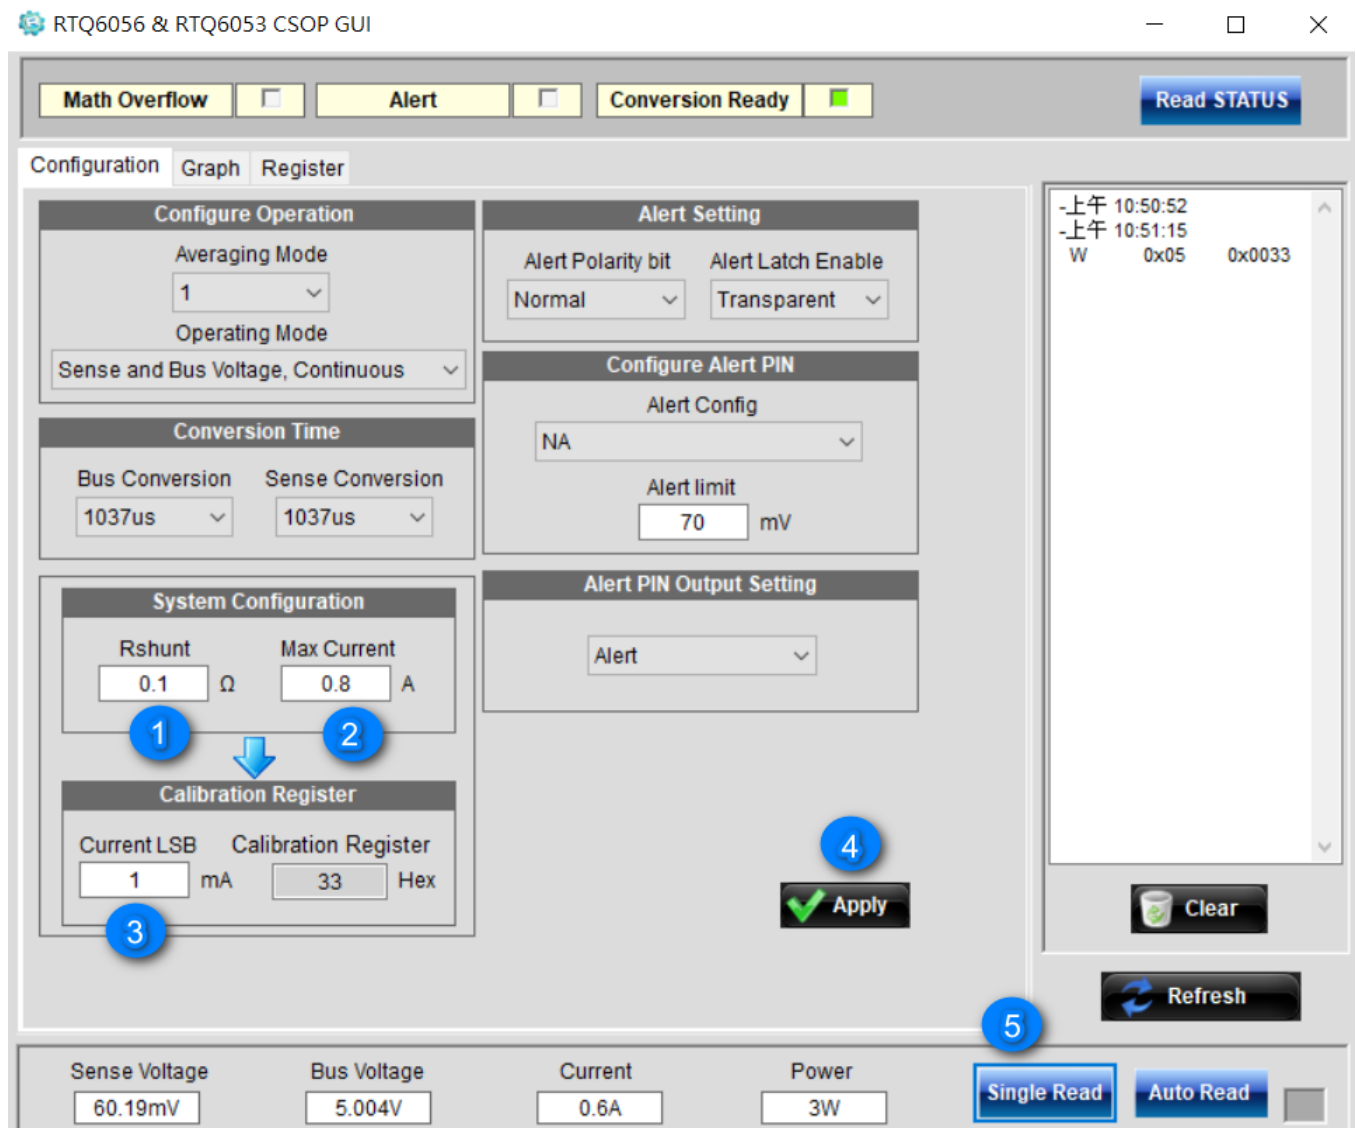 RTQ6056 & RTQ6053 CSOP GUI
Math Overflow Alert Conversion Ready Read STATUS
Configuration Graph Register
Configure Operation
Averaging Mode
1
Operating Mode
Sense and Bus Voltage, Continuous
Conversion Time
Bus Conversion Sense Conversion
1037us 1037us
System Configuration
Rshunt Max Current
0.1 Ω 0.8 A
1 2
Calibration Register
Current LSB Calibration Register
1 mA 33 Hex
3
Alert Setting
Alert Polarity bit Alert Latch Enable
Normal Transparent
Configure Alert PIN
Alert Config
NA
Alert limit
70 mV
Alert PIN Output Setting
Alert
4
Apply
-上午 10:50:52
-上午 10:51:15
W 0x05 0x0033
Clear
Refresh
5
Sense Voltage Bus Voltage Current Power
60.19mV 5.004V 0.6A 3W
Single Read Auto Read